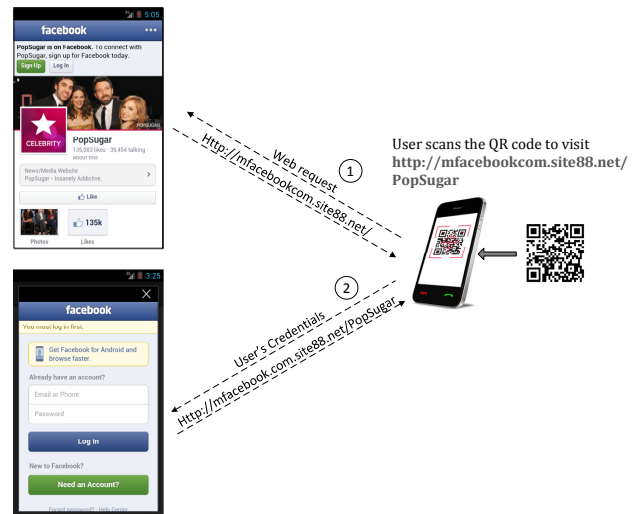 5:05
facebook
PopSugar is on Facebook. To connect with
PopSugar, sign up for Facebook today.
Sign Up Log In
POPSUGAR
CELEBRITY
PopSugar
135,083 likes · 39,454 talking
about this
News/Media Website
PopSugar - Insanely Addictive.
Like
135k
Photos Likes
Web request
Http://mfacebookcom.site88.net/
1
User scans the QR code to visit
http://mfacebookcom.site88.net/
PopSugar
3:25
facebook
You must log in first.
Get Facebook for Android and
browse faster.
Already have an account?
Email or Phone
Password
Log In
New to Facebook?
Need an Account?
Forgot password? · Help Center
2
User's Credentials
Http://mfacebook.com.site88.net/PopSugar